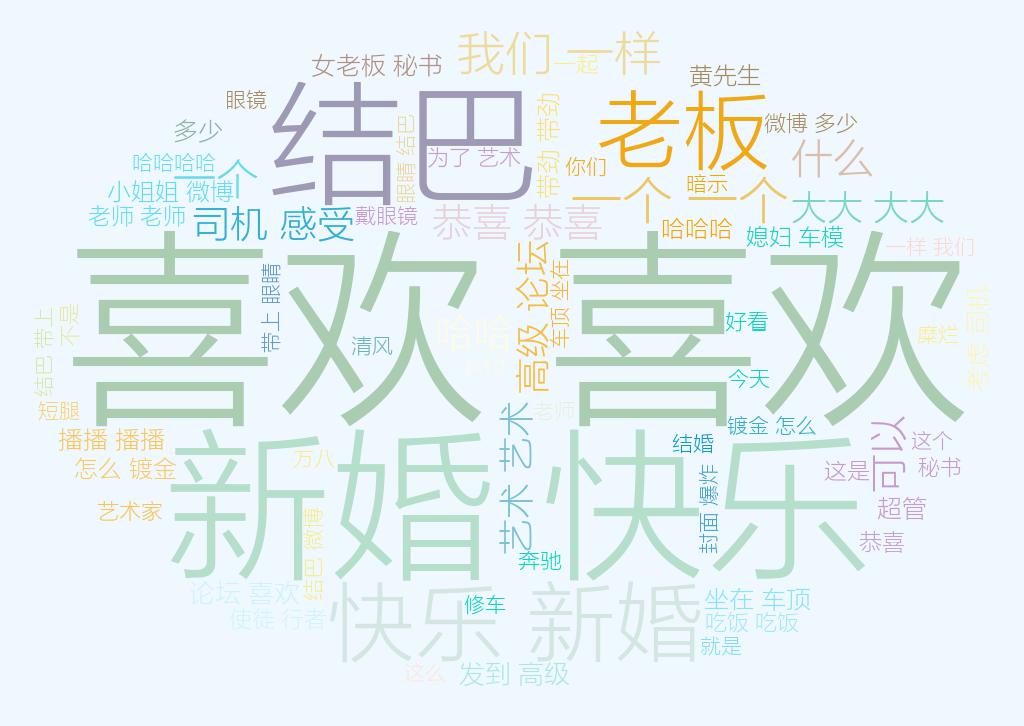 我们 一样
一起
女老板 秘书
黄先生
眼镜
结巴
老板
微博 多少
多少
带劲 带劲
眼睛 结巴
为了 艺术
你们
什么
哈哈哈哈
一个
暗示
一个 一个
小姐姐 微博
大大 大大
老师 老师
司机 感受
戴眼镜
恭喜 恭喜
哈哈哈
媳妇 车模
一样 我们
喜欢 喜欢
带上 眼睛
高级 论坛
车顶 坐在
不是
结巴 带上
哈哈
好看
清风
糜烂
考虑 司机
今天
短腿
老师
艺术 艺术
镀金 怎么
播播 播播
结婚
可以
这个
怎么 镀金
万八
新婚 快乐
这是
秘书
封面 爆炸
艺术家
超管
结巴 微博
恭喜
奔驰
论坛 喜欢
快乐 新婚
坐在 车顶
修车
使徒 行者
吃饭 吃饭
就是
这么
发到 高级